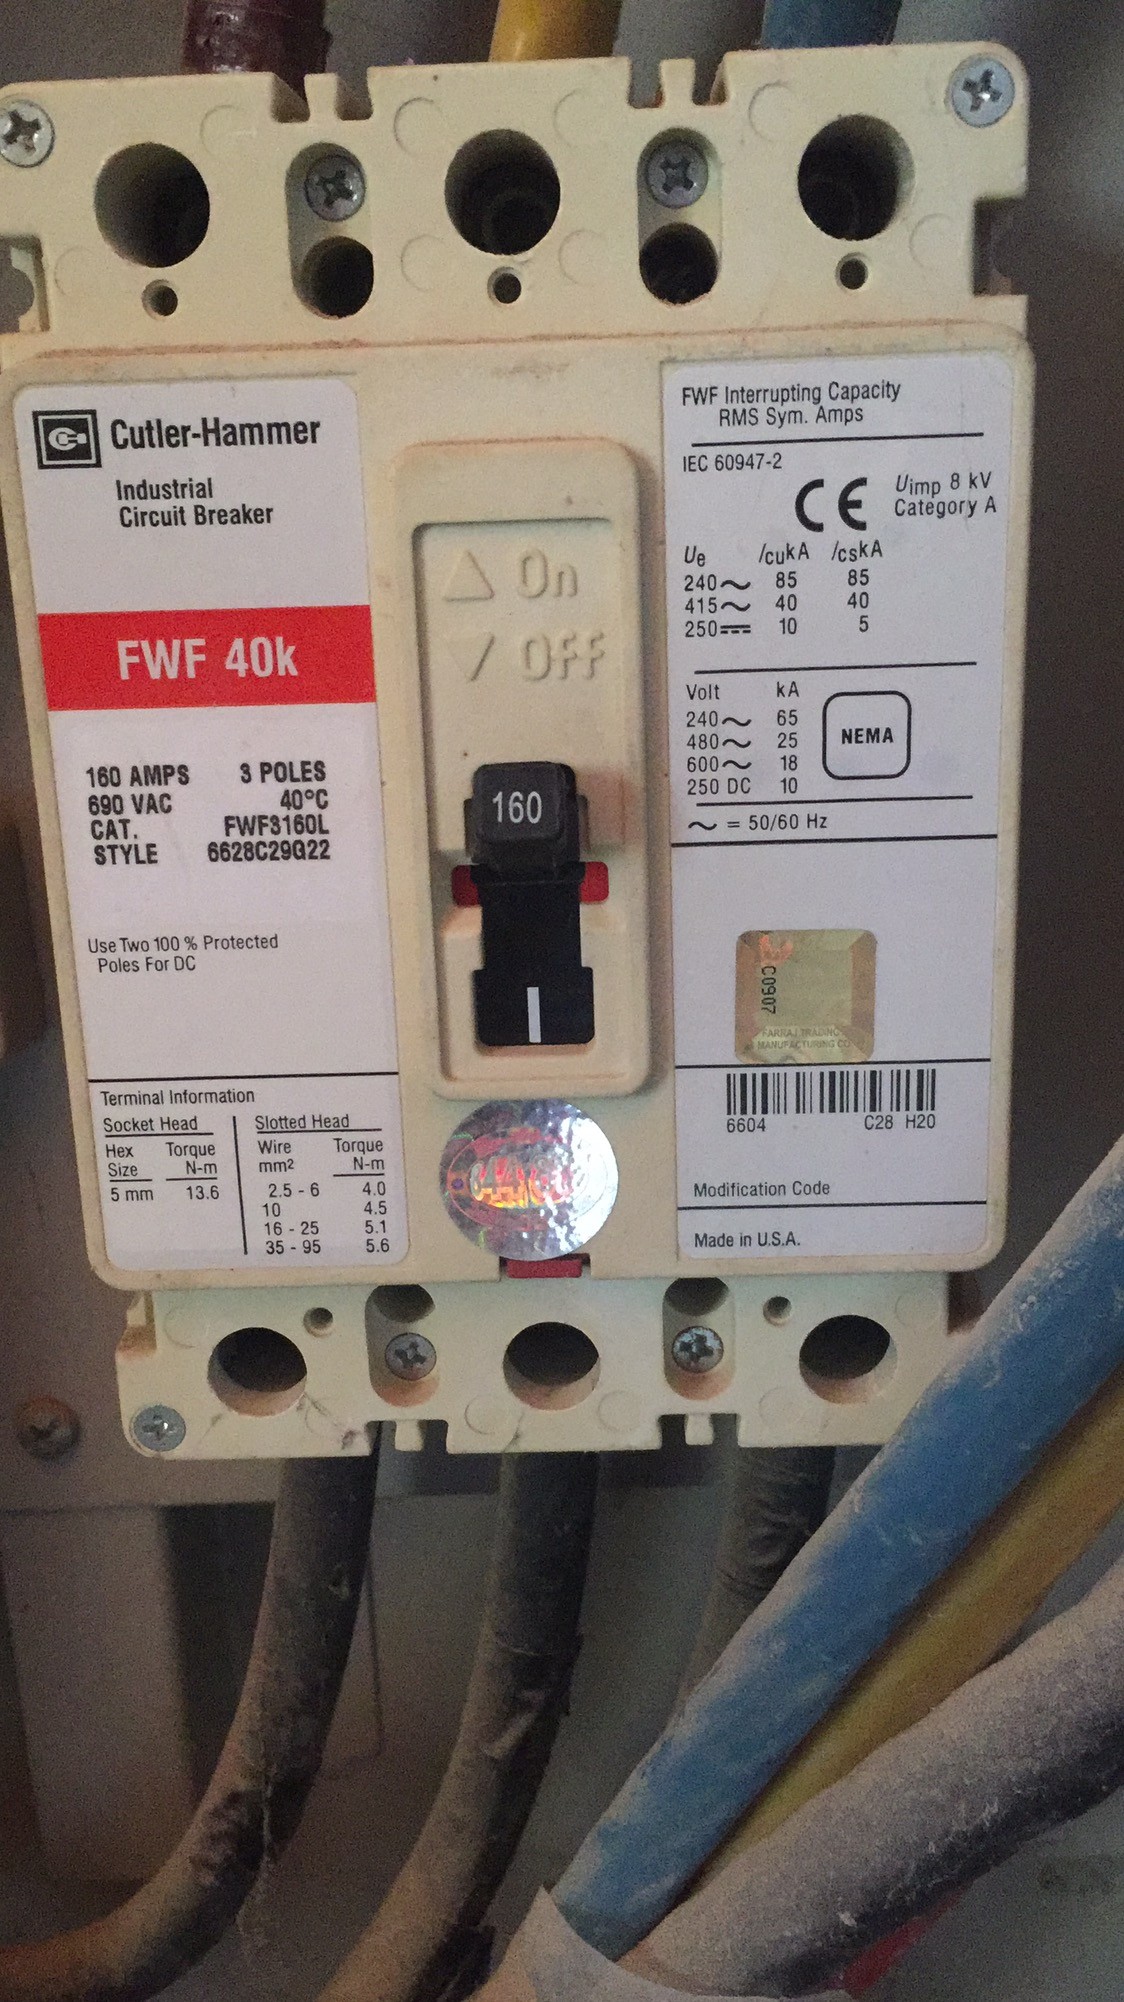 Cutler-Hammer
Industrial
Circuit Breaker
FWF 40k
160 AMPS 3 POLES
690 VAC 40°C
CAT. FWF3160L
STYLE 6628C29G22
Use Two 100 % Protected
Poles For DC
Terminal Information
Socket Head
Hex Torque
Size N-m
5 mm 13.6
Slotted Head
Wire Torque
mm2 N-m
2.5 - 6 4.0
10 4.5
16 - 25 5.1
35 - 95 5.6
On
OFF
160
FWF Interrupting Capacity
RMS Sym. Amps
IEC 60947-2
CE
Uimp 8 kV
Category A
Ue Icu kA Ics kA
240~ 85 85
415~ 40 40
250⎓ 10 5
Volt kA
240~ 65
480~ 25
600~ 18
250 DC 10
NEMA
~ = 50/60 Hz
C0907
FARRAJ TRADING
MANUFACTURING CO
6604 C28 H20
Modification Code
Made in U.S.A.